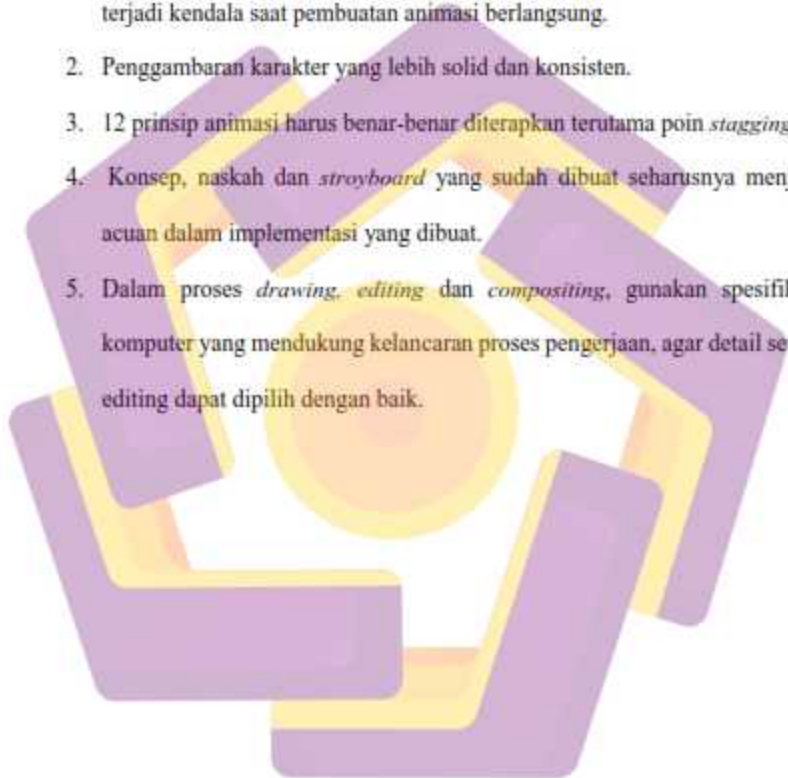 terjadi kendala saat pembuatan animasi berlangsung.
2. Penggambaran karakter yang lebih solid dan konsisten.
3. 12 prinsip animasi harus benar-benar diterapkan terutama poin stagging
4. Konsep, naskah dan stroyboard yang sudah dibuat seharusnya
acuan dalam implementasi yang dibuat.
5. Dalam proses drawing, editing dan compositing, gunakan
komputer yang mendukung kelancaran proses pengerjaan, agar detail
editing dapat dipilih dengan baik.